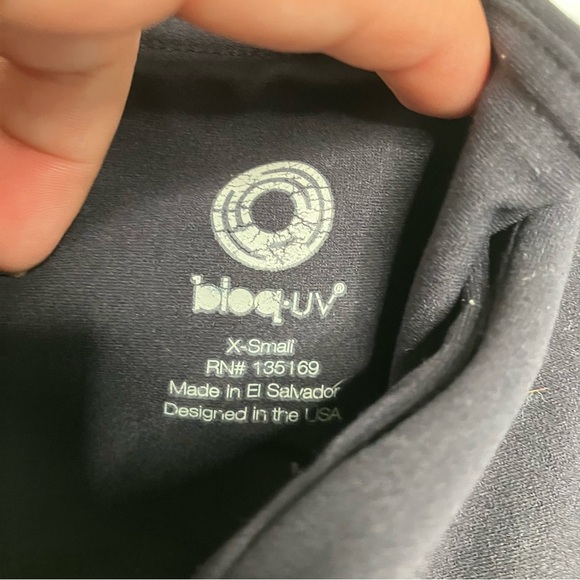 bloq·UV®
X-Small
RN# 135169
Made in El Salvador
Designed in the USA